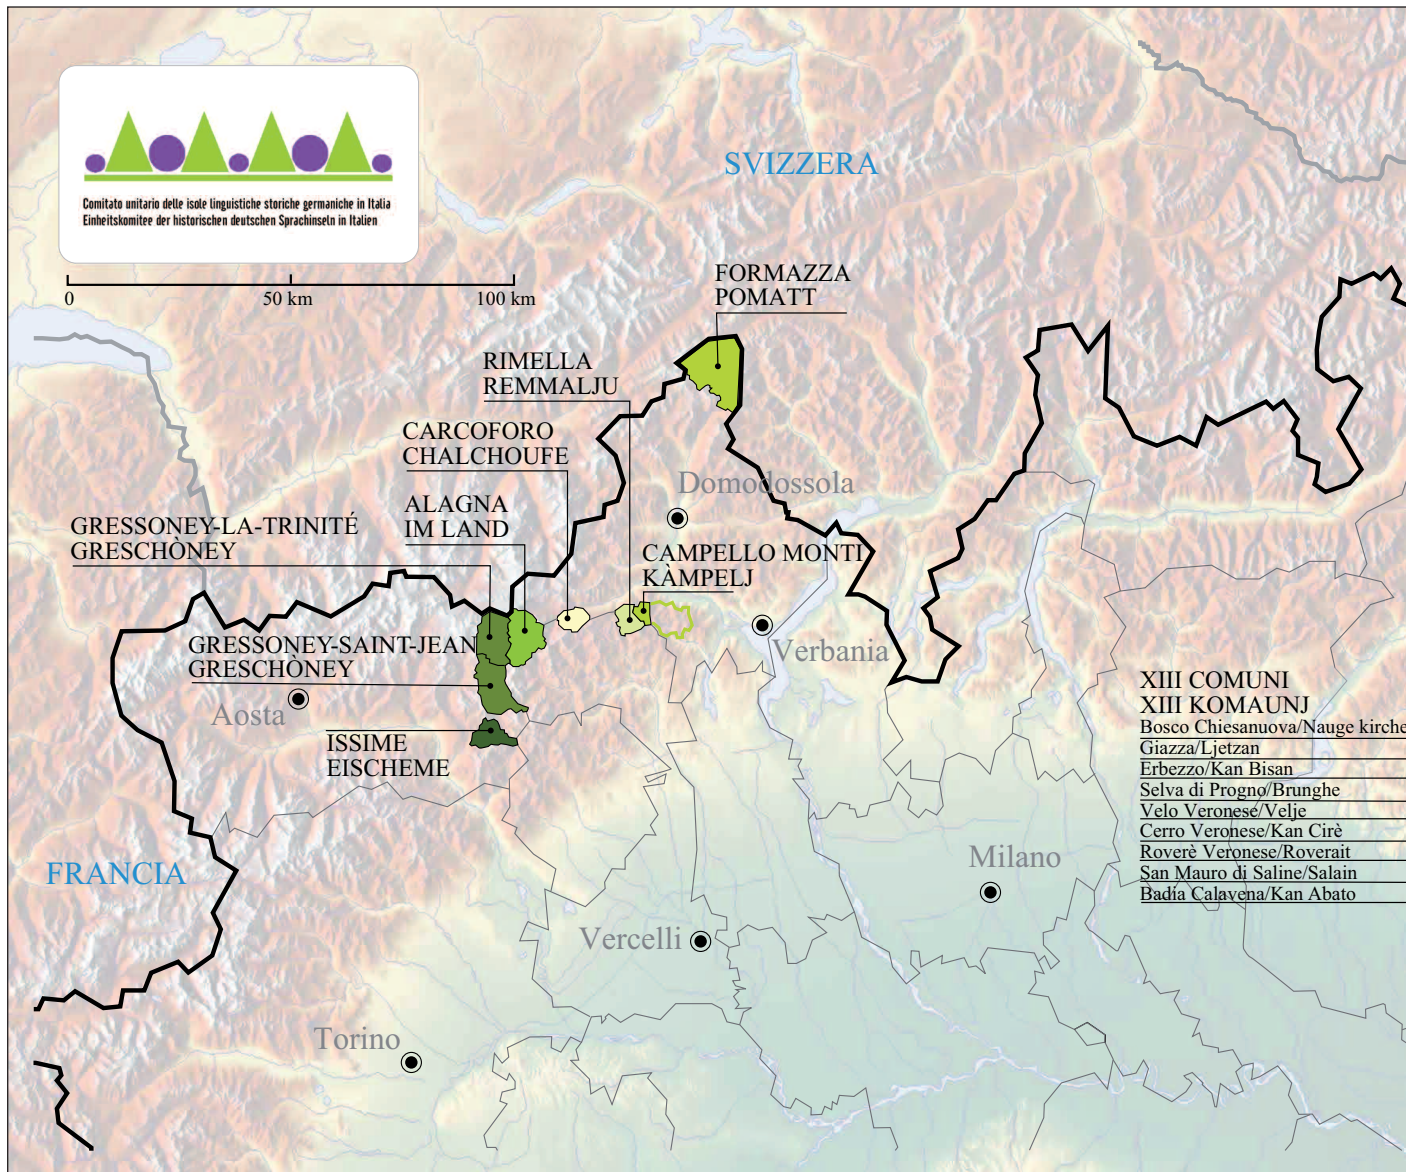 Comitato unitario delle isole linguistiche storiche germaniche in Italia
Einheitskomitee der historischen deutschen Sprachinseln in Italien
0 50 km 100 km
SVIZZERA
FORMAZZA
POMATT
RIMELLA
REMMALJU
CARCOFORO
CHALCHOUFE
ALAGNA
IM LAND
GRESSONEY-LA-TRINITÉ
GRESCHÒNEY
Domodossola
CAMPELLO MONTI
KÀMPELJ
GRESSONEY-SAINT-JEAN
GRESCHÒNEY
Verbania
Aosta
ISSIME
EISCHEME
XIII COMUNI
XIII KOMAUNJ
Bosco Chiesanuova/Nauge kirche
Giazza/Ljetzan
Erbezzo/Kan Bisan
Selva di Progno/Brunghe
Velo Veronese/Velje
Cerro Veronese/Kan Cirè
Roverè Veronese/Roverait
San Mauro di Saline/Salain
Badia Calavena/Kan Abato
FRANCIA
Milano
Vercelli
Torino